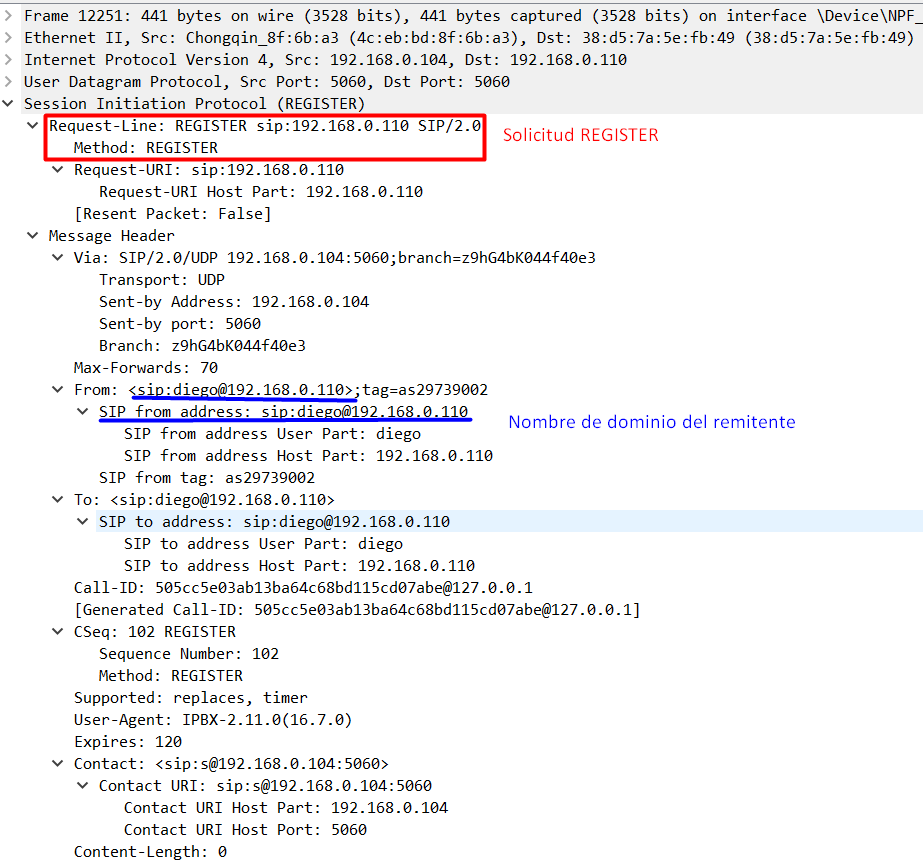 Frame 12251: 441 bytes on wire (3528 bits), 441 bytes captured (3528 bits) on interface \Device\NPF_
Ethernet II, Src: Chongqin_8f:6b:a3 (4c:eb:bd:8f:6b:a3), Dst: 38:d5:7a:5e:fb:49 (38:d5:7a:5e:fb:49)
Internet Protocol Version 4, Src: 192.168.0.104, Dst: 192.168.0.110
User Datagram Protocol, Src Port: 5060, Dst Port: 5060
Session Initiation Protocol (REGISTER)
Request-Line: REGISTER sip:192.168.0.110 SIP/2.0
Solicitud REGISTER
Method: REGISTER
Request-URI: sip:192.168.0.110
Request-URI Host Part: 192.168.0.110
[Resent Packet: False]
Message Header
Via: SIP/2.0/UDP 192.168.0.104:5060;branch=z9hG4bK044f40e3
Transport: UDP
Sent-by Address: 192.168.0.104
Sent-by port: 5060
Branch: z9hG4bK044f40e3
Max-Forwards: 70
From: <sip:diego@192.168.0.110>;tag=as29739002
SIP from address: sip:diego@192.168.0.110
Nombre de dominio del remitente
SIP from address User Part: diego
SIP from address Host Part: 192.168.0.110
SIP from tag: as29739002
To: <sip:diego@192.168.0.110>
SIP to address: sip:diego@192.168.0.110
SIP to address User Part: diego
SIP to address Host Part: 192.168.0.110
Call-ID: 505cc5e03ab13ba64c68bd115cd07abe@127.0.0.1
[Generated Call-ID: 505cc5e03ab13ba64c68bd115cd07abe@127.0.0.1]
CSeq: 102 REGISTER
Sequence Number: 102
Method: REGISTER
Supported: replaces, timer
User-Agent: IPBX-2.11.0(16.7.0)
Expires: 120
Contact: <sip:s@192.168.0.104:5060>
Contact URI: sip:s@192.168.0.104:5060
Contact URI Host Part: 192.168.0.104
Contact URI Host Port: 5060
Content-Length: 0